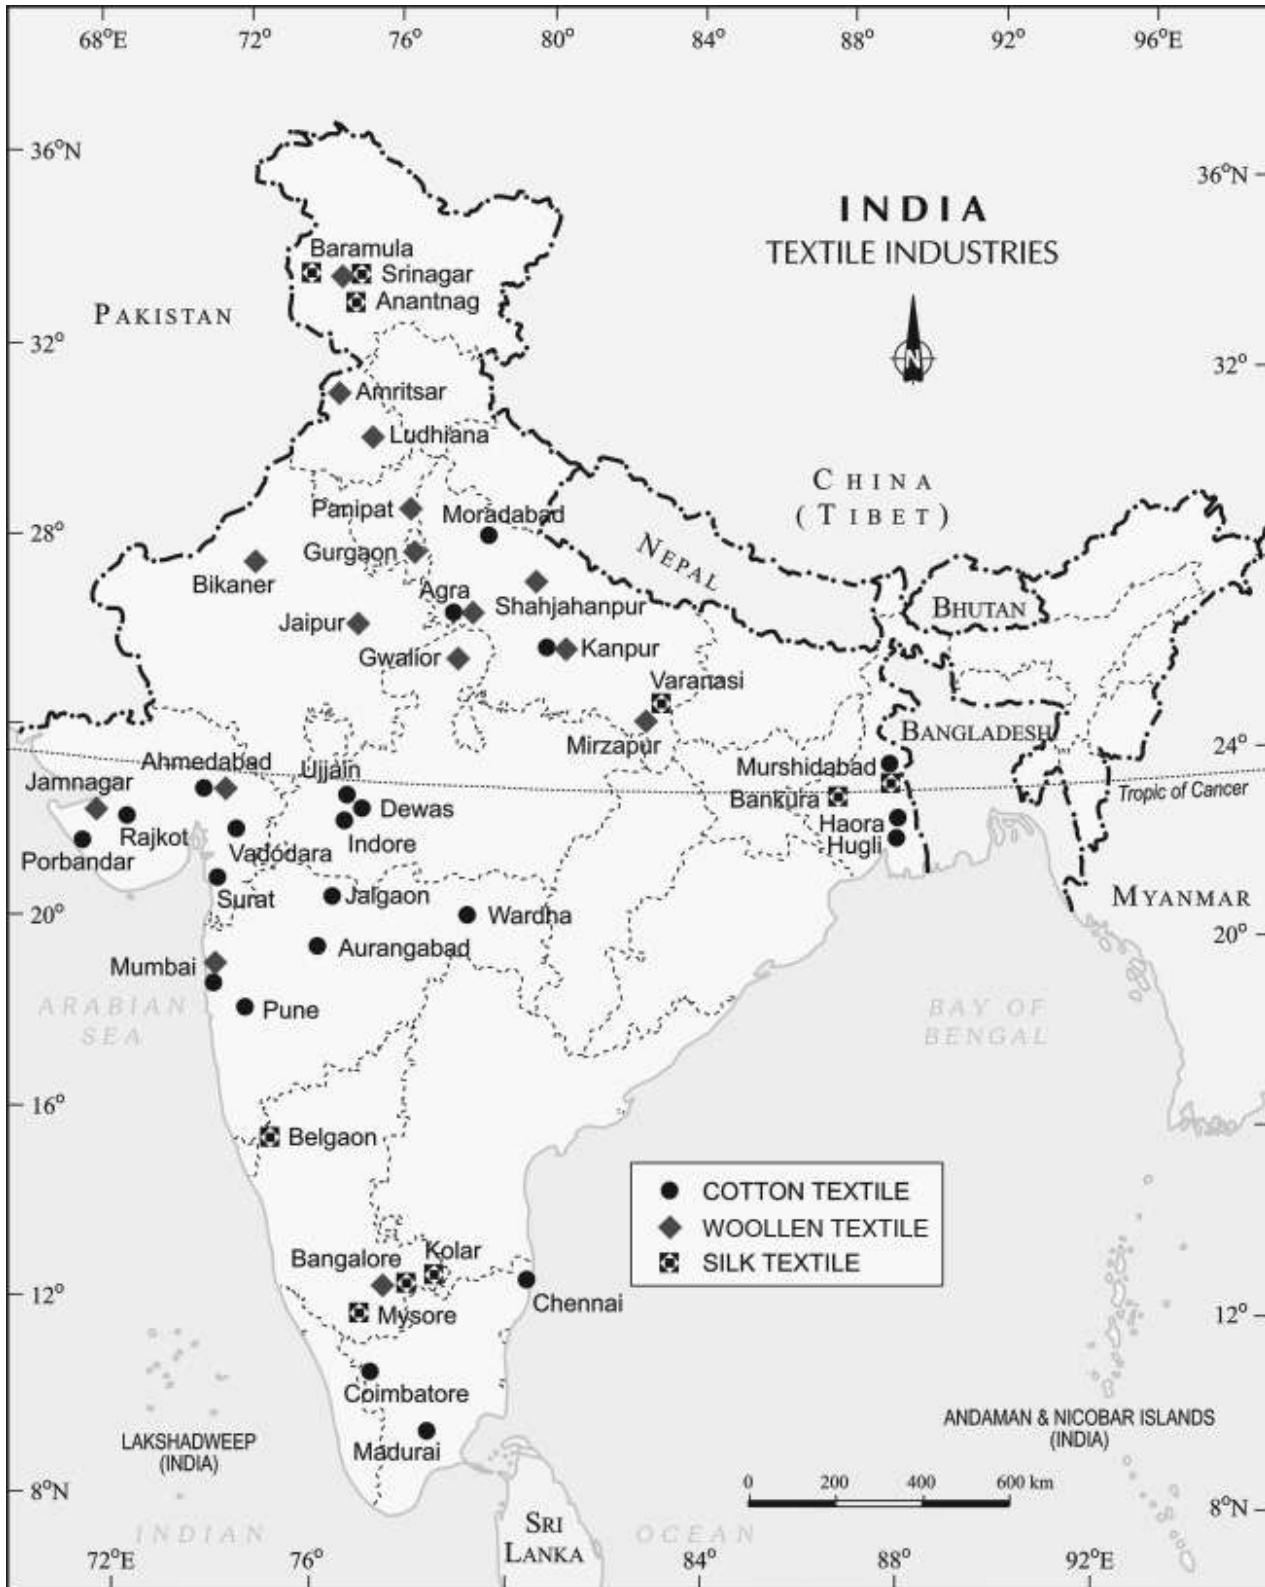 68°E
72°
76°
80°
84°
88°
92°
96°E
36°N
36°N
INDIA
TEXTILE INDUSTRIES
Baramula
Srinagar
Anantnag
PAKISTAN
N
32°
32°
Amritsar
Ludhiana
CHINA
(TIBET)
Panipat
Moradabad
28°
NEPAL
Gurgaon
Bikaner
Agra
Shahjahanpur
BHUTAN
Jaipur
Gwalior
Kanpur
Varanasi
Mirzapur
BANGLADESH
24°
Ahmedabad
Ujjain
Murshidabad
Jamnagar
Tropic of Cancer
Dewas
Bankura
Rajkot
Haora
Vadodara
Indore
Hugli
Porbandar
Surat
Jalgaon
MYANMAR
20°
Wardha
20°
Aurangabad
Mumbai
ARABIAN
SEA
Pune
BAY OF
BENGAL
16°
Belgaon
COTTON TEXTILE
WOOLLEN TEXTILE
SILK TEXTILE
Bangalore
Kolar
12°
Chennai
Mysore
12°
Coimbatore
Madurai
LAKSHADWEEP
(INDIA)
ANDAMAN & NICOBAR ISLANDS
(INDIA)
0
200
400
600 km
8°N
8°N
INDIAN
OCEAN
SRI
LANKA
72°E
76°
84°
88°
92°E